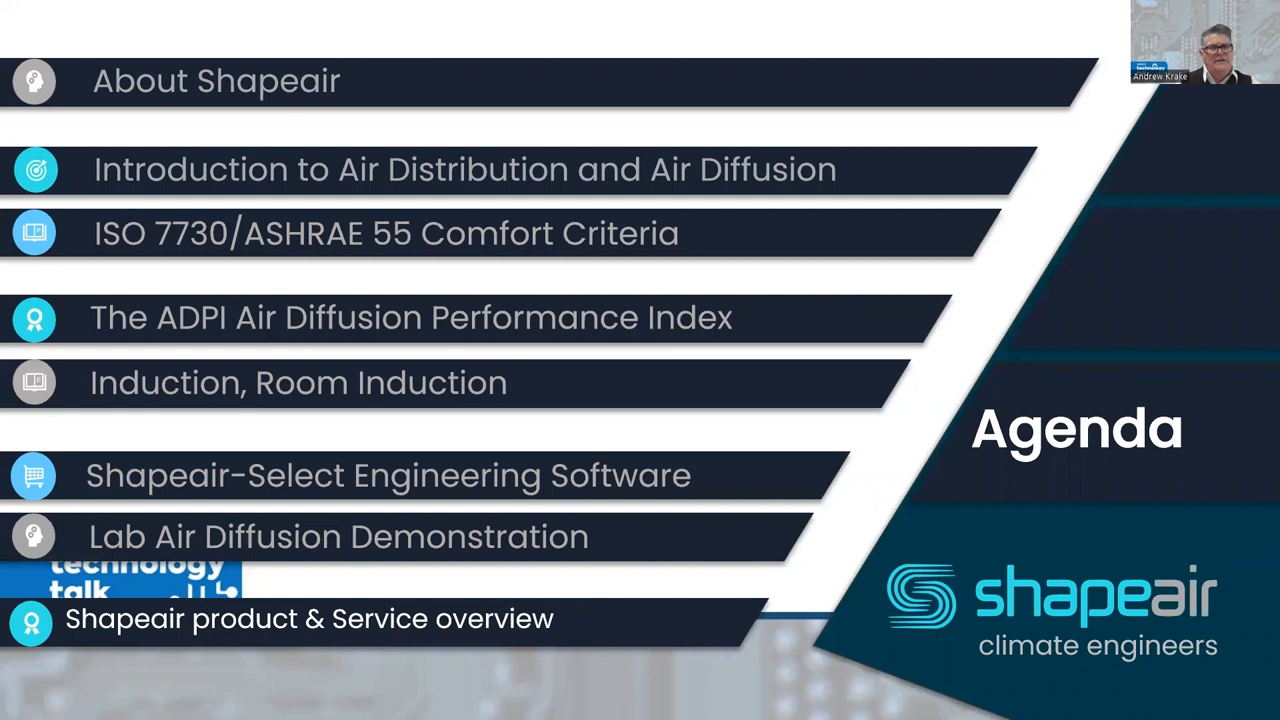 About Shapeair
Introduction to Air Distribution and Air Diffusion
ISO 7730/ASHRAE 55 Comfort Criteria
The ADPI Air Diffusion Performance Index
Induction, Room Induction
Shapeair-Select Engineering Software
Lab Air Diffusion Demonstration
technology
talk
Shapeair product & Service overview
Agenda
shapeair
climate engineers
technology
Andrew Krake